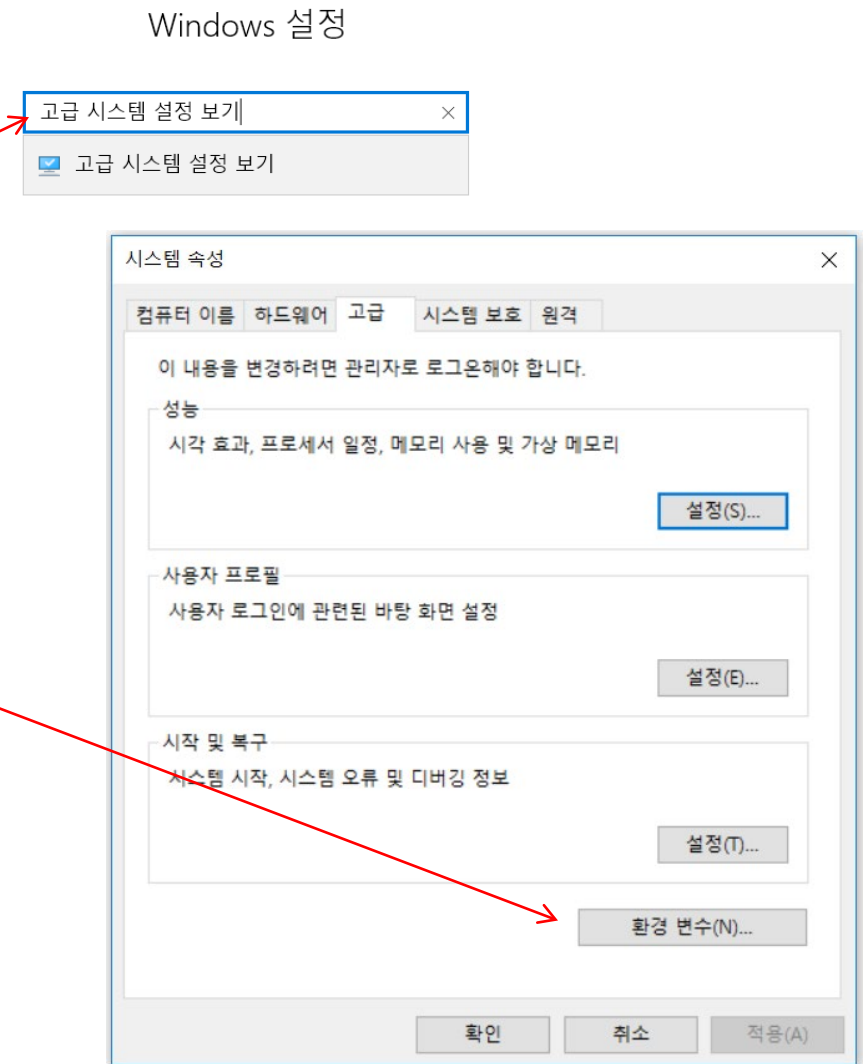 Windows 설정
고급 시스템 설정 보기
고급 시스템 설정 보기
시스템 속성
컴퓨터 이름 하드웨어 고급 시스템 보호 원격
이 내용을 변경하려면 관리자로 로그온해야 합니다.
성능
시각 효과, 프로세서 일정, 메모리 사용 및 가상 메모리
설정(S)...
사용자 프로필
사용자 로그인에 관련된 바탕 화면 설정
설정(E)...
시작 및 복구
시스템 시작, 시스템 오류 및 디버깅 정보
설정(T)...
환경 변수(N)...
확인 취소 적용(A)